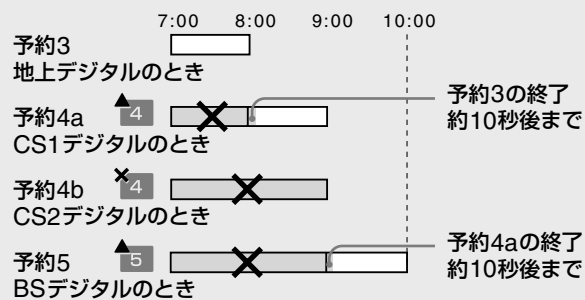 7:00 8:00 9:00 10:00
予約3
地上デジタルのとき
予約3の終了
約10秒後まで
予約4a
4
CS1デジタルのとき
予約4b
4
CS2デジタルのとき
予約4aの終了
約10秒後まで
予約5
5
BSデジタルのとき